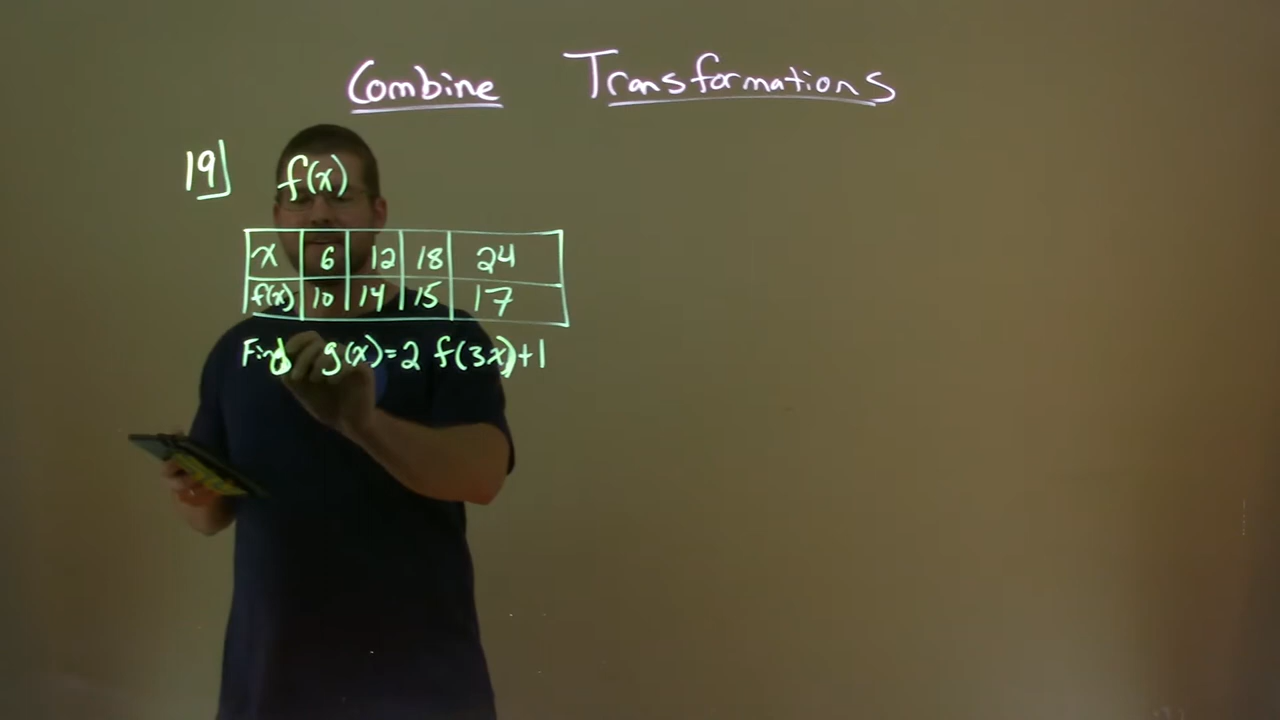 Combine Transformations
19] f(x)
x 6 12 18 24
f(x) 10 14 15 17
Find g(x)=2 f(3x)+1